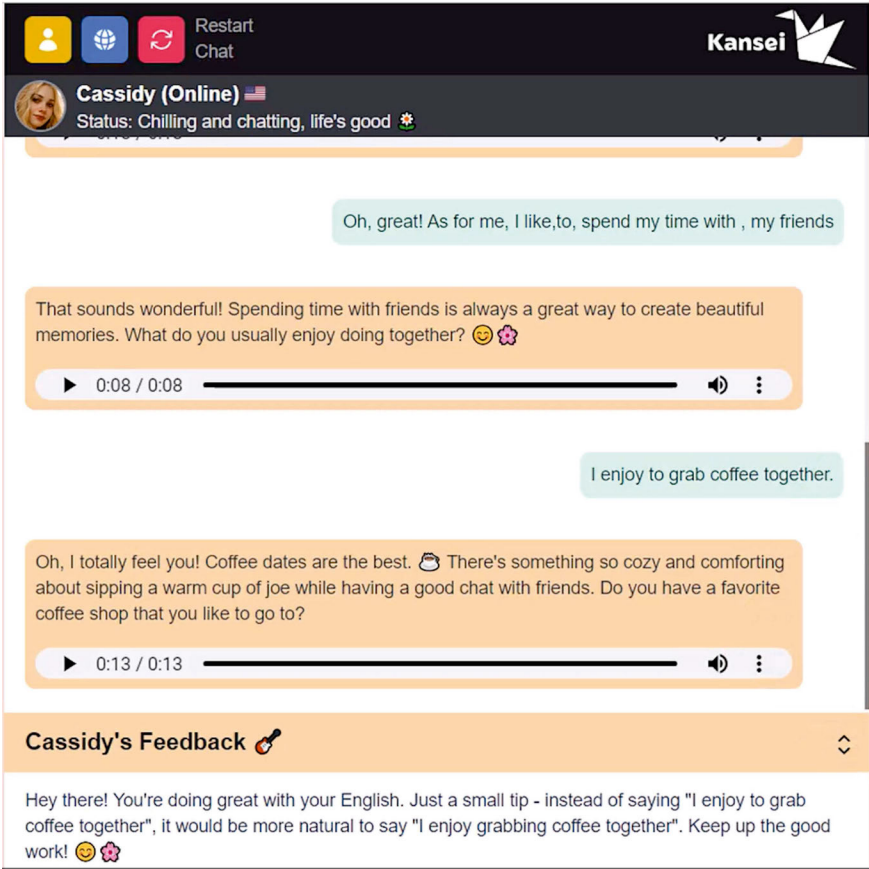 Restart
Chat
Kansei
Cassidy (Online)
Status: Chilling and chatting, life's good
Oh, great! As for me, I like,to, spend my time with , my friends
That sounds wonderful! Spending time with friends is always a great way to create beautiful
memories. What do you usually enjoy doing together? 😊🌸
0:08 / 0:08
I enjoy to grab coffee together.
Oh, I totally feel you! Coffee dates are the best. ☕ There's something so cozy and comforting
about sipping a warm cup of joe while having a good chat with friends. Do you have a favorite
coffee shop that you like to go to?
0:13 / 0:13
Cassidy's Feedback 🎸
Hey there! You're doing great with your English. Just a small tip - instead of saying "I enjoy to grab
coffee together", it would be more natural to say "I enjoy grabbing coffee together". Keep up the good
work! 😊🌸